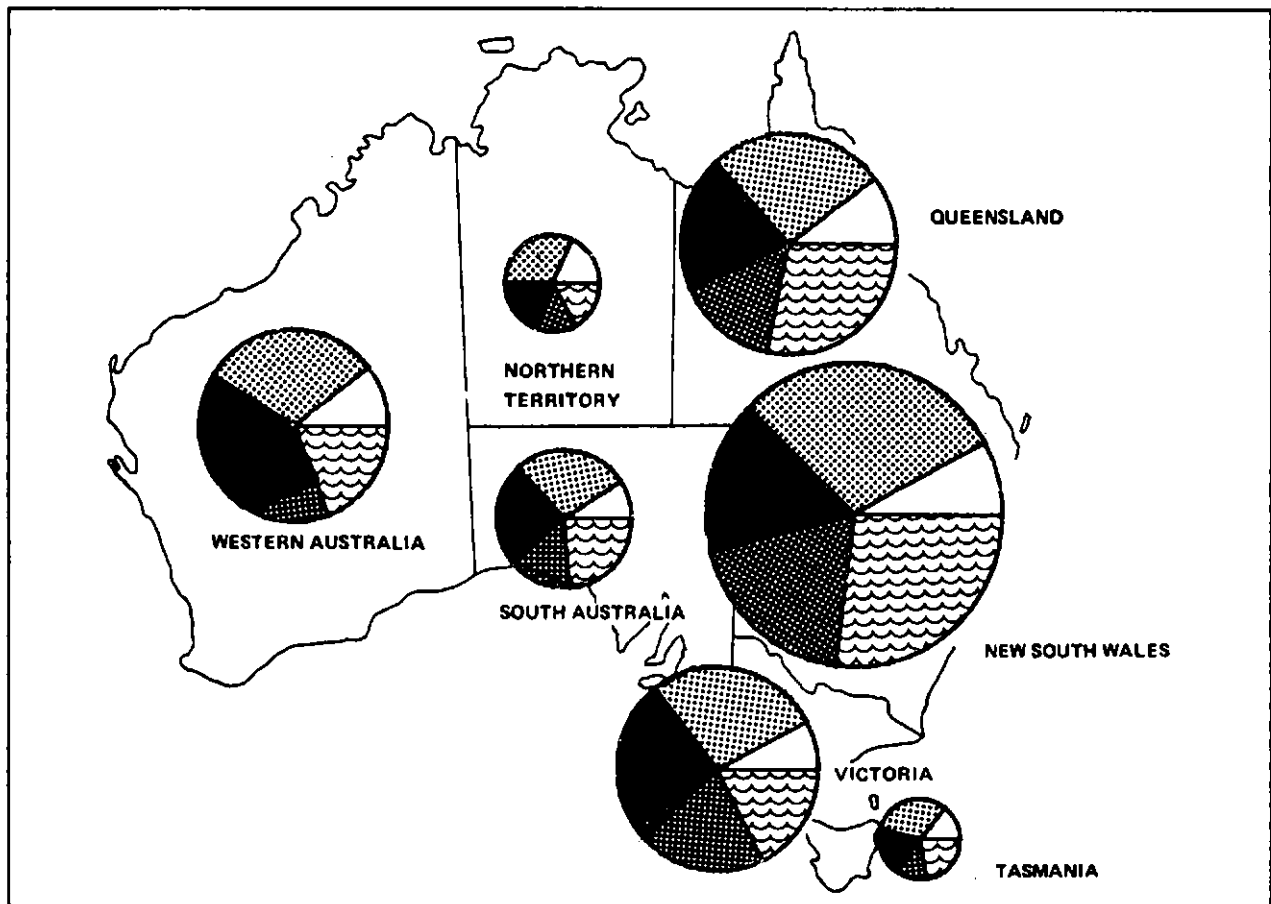 QUEENSLAND
NORTHERN
TERRITORY
WESTERN AUSTRALIA
SOUTH AUSTRALIA
NEW SOUTH WALES
VICTORIA
TASMANIA